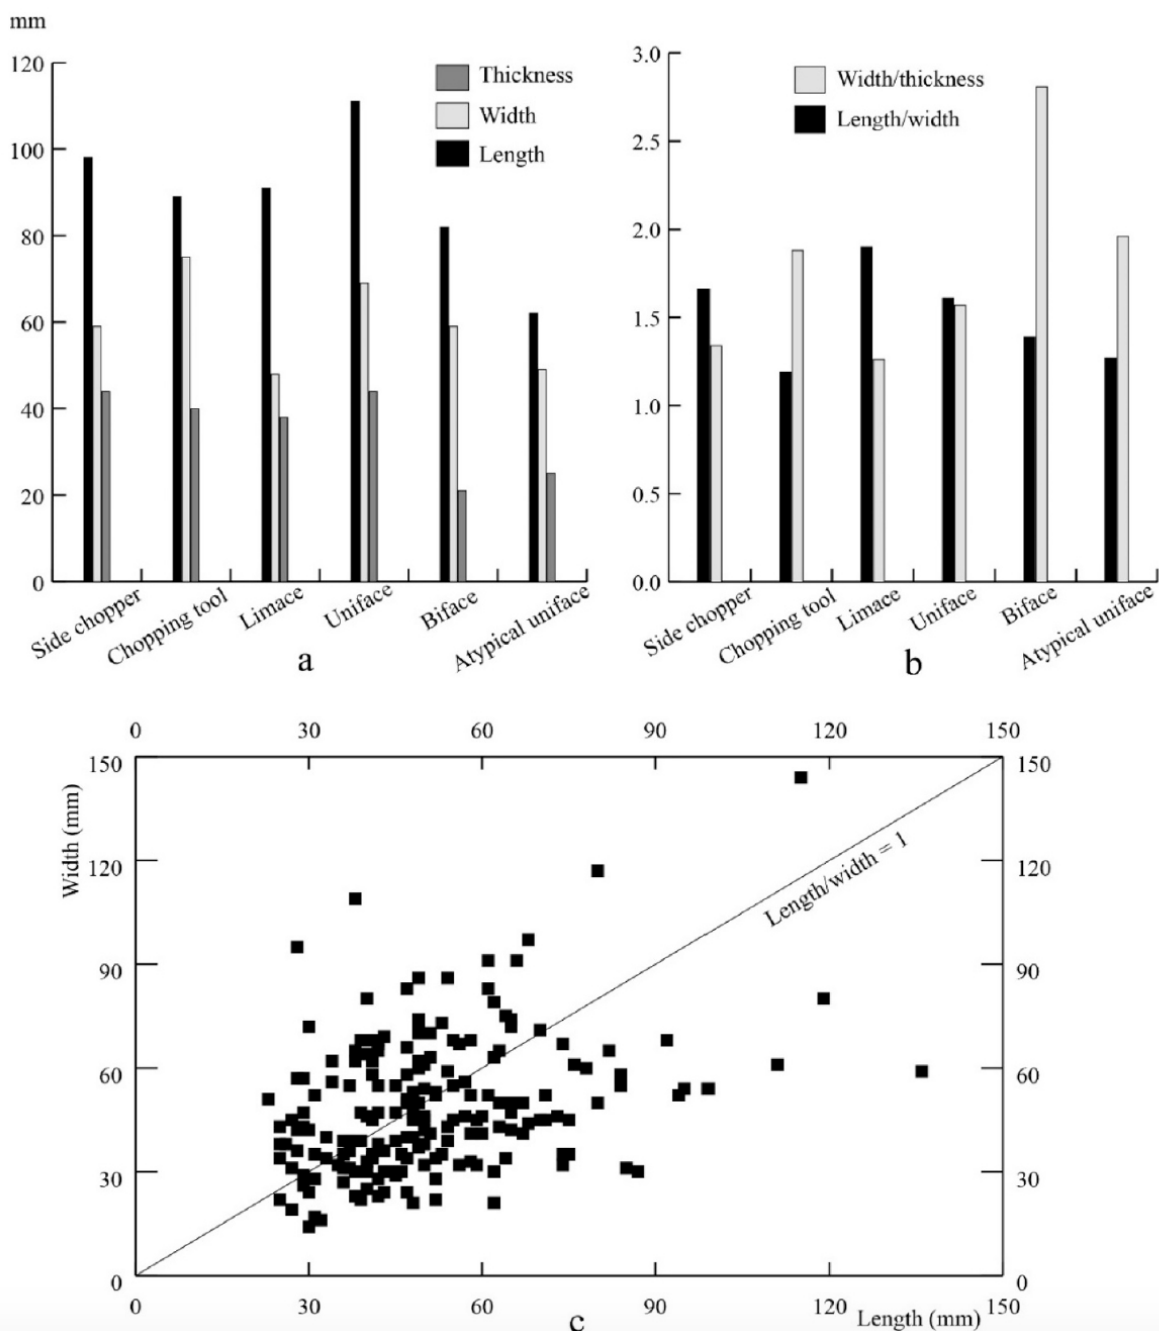 mm
120
100
80
60
40
20
0
Thickness
Width
Length
Side chopper
Chopping tool
Limace
Uniface
Biface
Atypical uniface
a
3.0
2.5
2.0
1.5
1.0
0.5
0.0
Width/thickness
Length/width
Side chopper
Chopping tool
Limace
Uniface
Biface
Atypical uniface
b
0 30 60 90 120 150
150
120
90
60
30
0
Width (mm)
Length/width = 1
150
120
90
60
30
0
0 30 60 90 120 150
Length (mm)
c